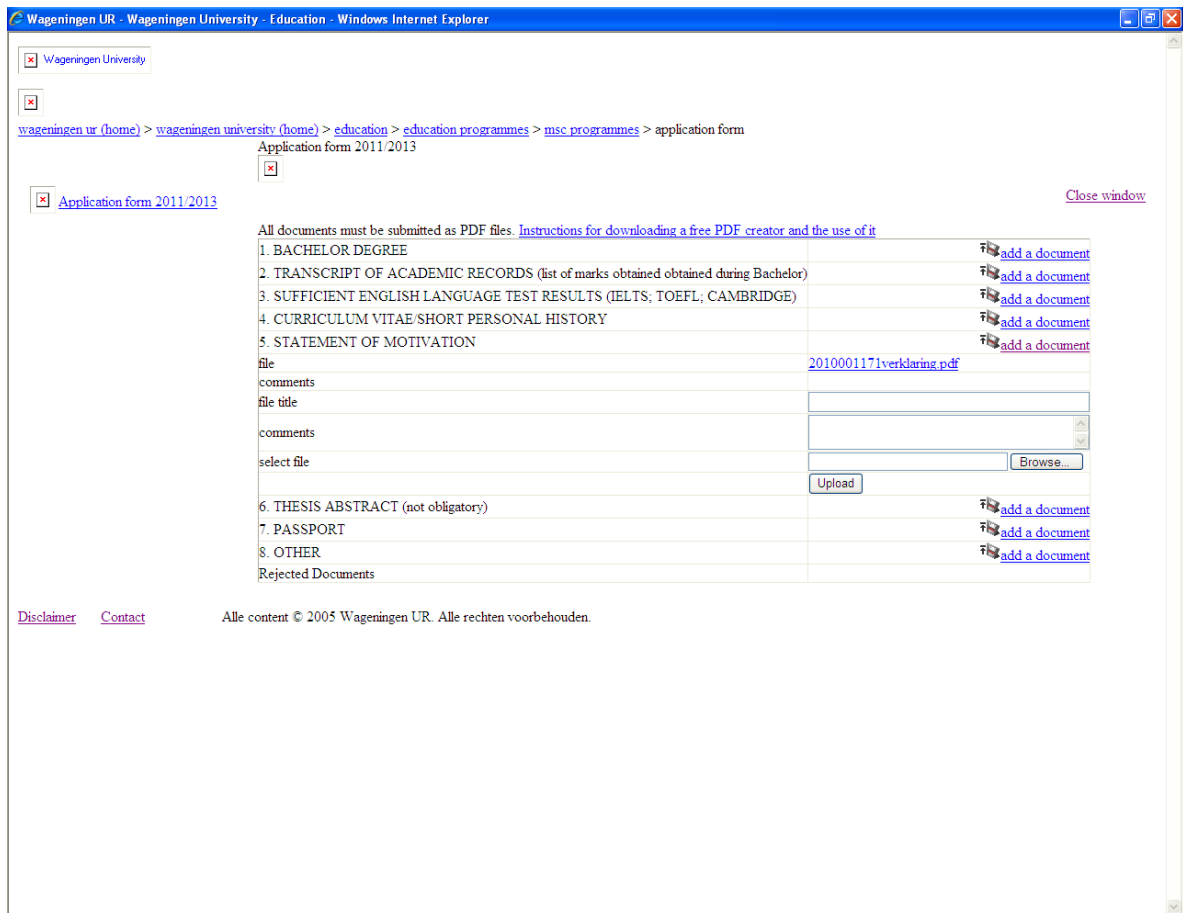 Wageningen UR - Wageningen University - Education - Windows Internet Explorer
Wageningen University
wageningen ur (home) > wageningen university (home) > education > education programmes > msc programmes > application form
Application form 2011/2013
Application form 2011/2013
Close window
All documents must be submitted as PDF files. Instructions for downloading a free PDF creator and the use of it
1. BACHELOR DEGREE add a document
2. TRANSCRIPT OF ACADEMIC RECORDS (list of marks obtained obtained during Bachelor) add a document
3. SUFFICIENT ENGLISH LANGUAGE TEST RESULTS (IELTS; TOEFL; CAMBRIDGE) add a document
4. CURRICULUM VITAE/SHORT PERSONAL HISTORY add a document
5. STATEMENT OF MOTIVATION add a document
file 2010001171verklaring.pdf
comments
file title
comments
select file Browse...
Upload
6. THESIS ABSTRACT (not obligatory) add a document
7. PASSPORT add a document
8. OTHER add a document
Rejected Documents
Disclaimer Contact Alle content © 2005 Wageningen UR. Alle rechten voorbehouden.